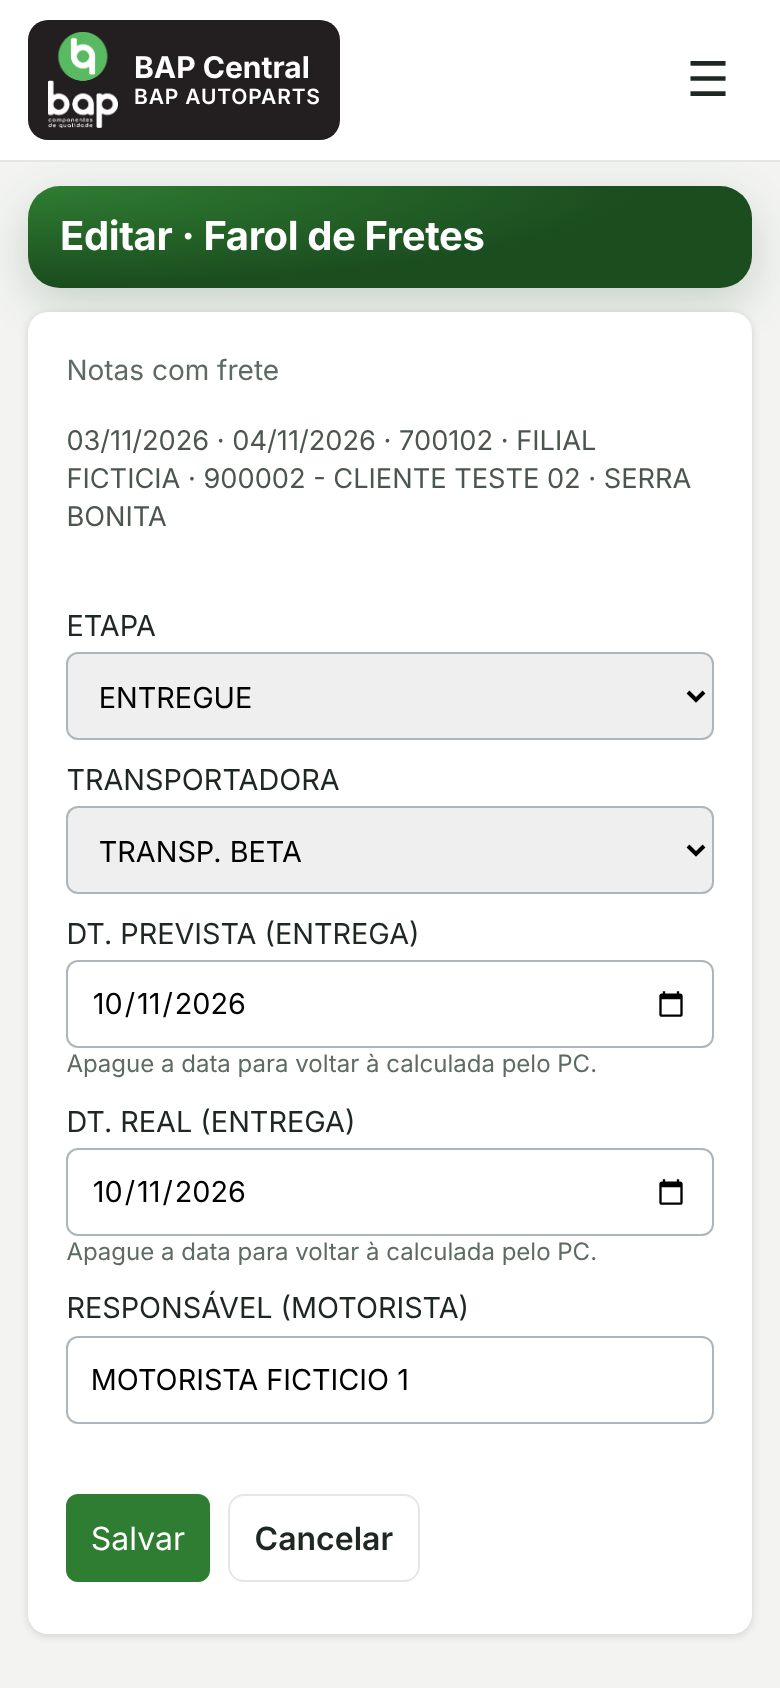 bap
componentes
de qualidade
BAP Central
BAP AUTOPARTS
Editar · Farol de Fretes
Notas com frete
03/11/2026 · 04/11/2026 · 700102 · FILIAL
FICTICIA · 900002 - CLIENTE TESTE 02 · SERRA
BONITA
ETAPA
ENTREGUE
TRANSPORTADORA
TRANSP. BETA
DT. PREVISTA (ENTREGA)
10/11/2026
Apague a data para voltar à calculada pelo PC.
DT. REAL (ENTREGA)
10/11/2026
Apague a data para voltar à calculada pelo PC.
RESPONSÁVEL (MOTORISTA)
MOTORISTA FICTICIO 1
Salvar
Cancelar